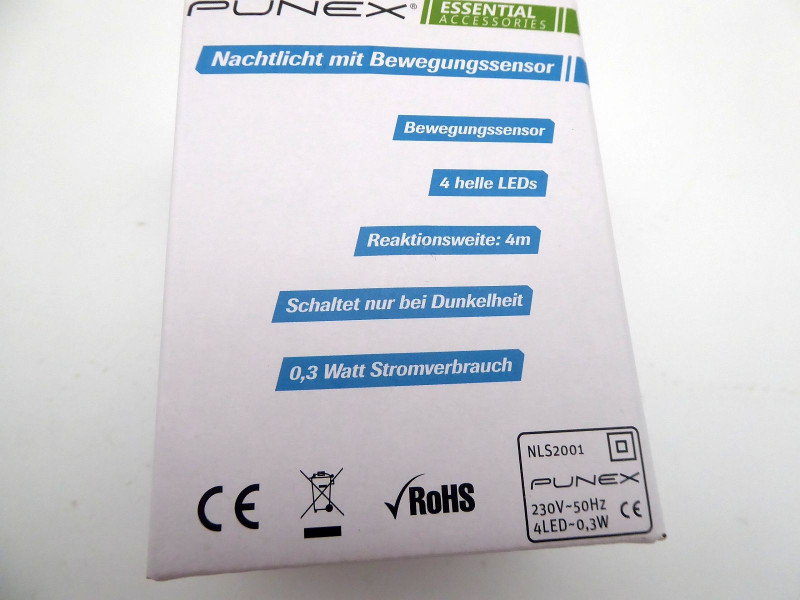 PUNEX® ESSENTIAL
ACCESSORIES
Nachtlicht mit Bewegungssensor
Bewegungssensor
4 helle LEDs
Reaktionsweite: 4m
Schaltet nur bei Dunkelheit
0,3 Watt Stromverbrauch
CE RoHS
NLS2001
PUNEX
230V~50Hz
4LED-0,3W CE